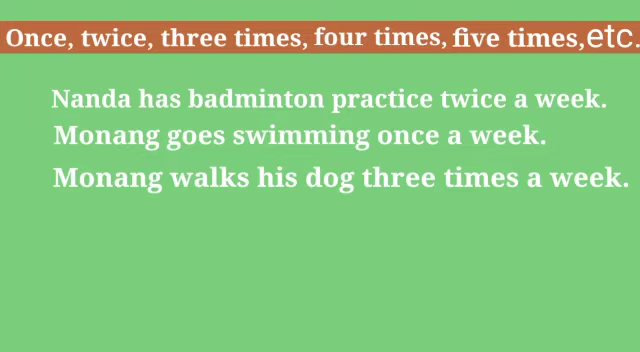 Once, twice, three times, four times, five times,etc.
Nanda has badminton practice twice a week.
Monang goes swimming once a week.
Monang walks his dog three times a week.